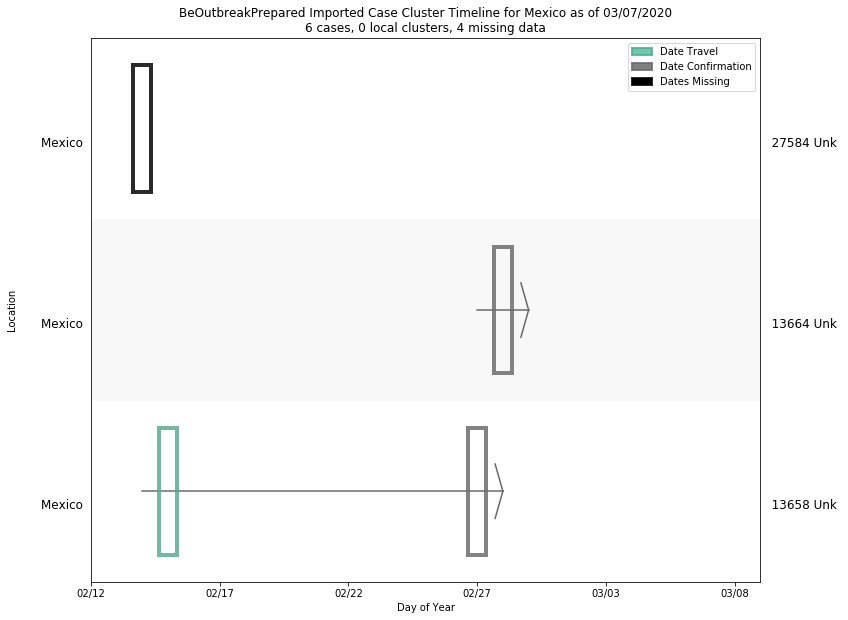 BeOutbreakPrepared Imported Case Cluster Timeline for Mexico as of 03/07/2020
6 cases, 0 local clusters, 4 missing data
Date Travel
Date Confirmation
Dates Missing
Mexico
27584 Unk
Location
Mexico
13664 Unk
Mexico
13658 Unk
02/12
02/17
02/22
02/27
03/03
03/08
Day of Year